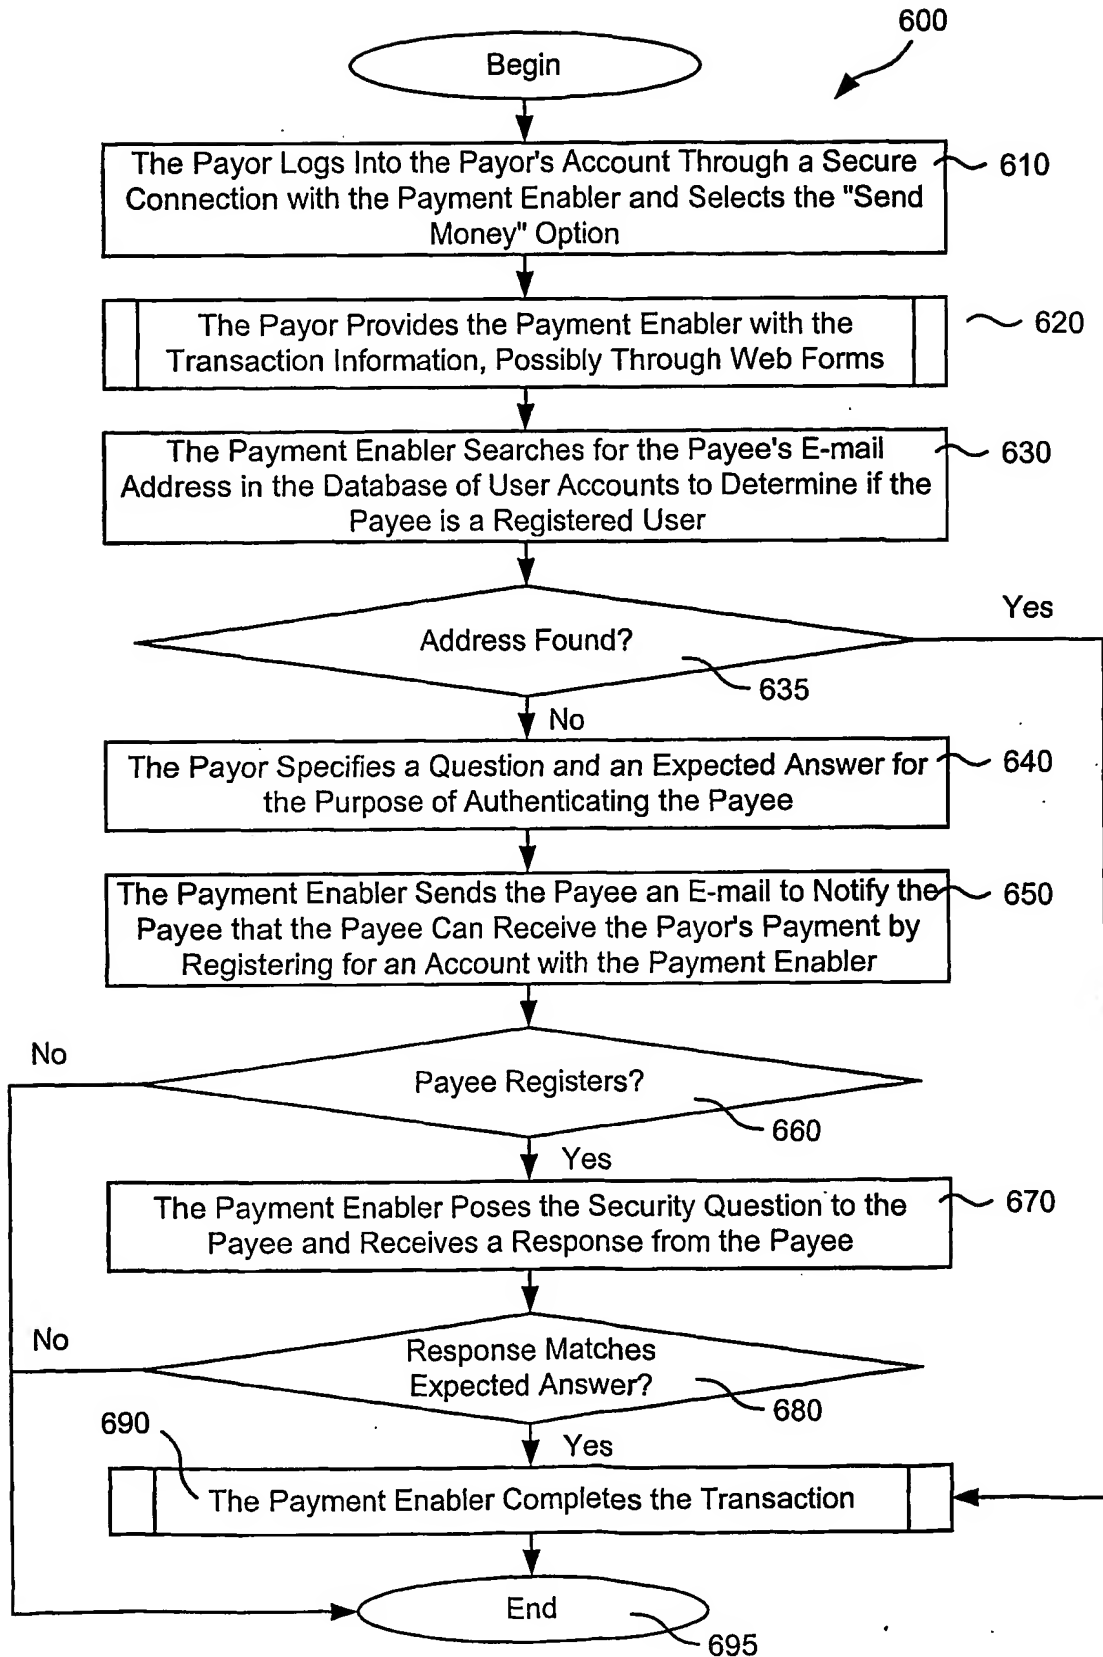 600
Begin
The Payor Logs Into the Payor's Account Through a Secure
Connection with the Payment Enabler and Selects the "Send
Money" Option
610
The Payor Provides the Payment Enabler with the
Transaction Information, Possibly Through Web Forms
620
The Payment Enabler Searches for the Payee's E-mail
Address in the Database of User Accounts to Determine if the
Payee is a Registered User
630
Yes
Address Found?
635
No
The Payor Specifies a Question and an Expected Answer for
the Purpose of Authenticating the Payee
640
The Payment Enabler Sends the Payee an E-mail to Notify the
Payee that the Payee Can Receive the Payor's Payment by
Registering for an Account with the Payment Enabler
650
No
Payee Registers?
660
Yes
The Payment Enabler Poses the Security Question to the
Payee and Receives a Response from the Payee
670
No
Response Matches
Expected Answer?
680
690
Yes
The Payment Enabler Completes the Transaction
End
695